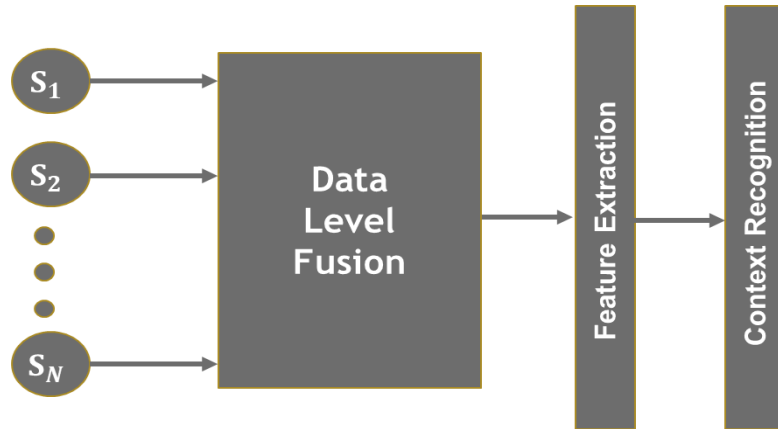 S1
S2
SN
Data
Level
Fusion
Feature Extraction
Context Recognition